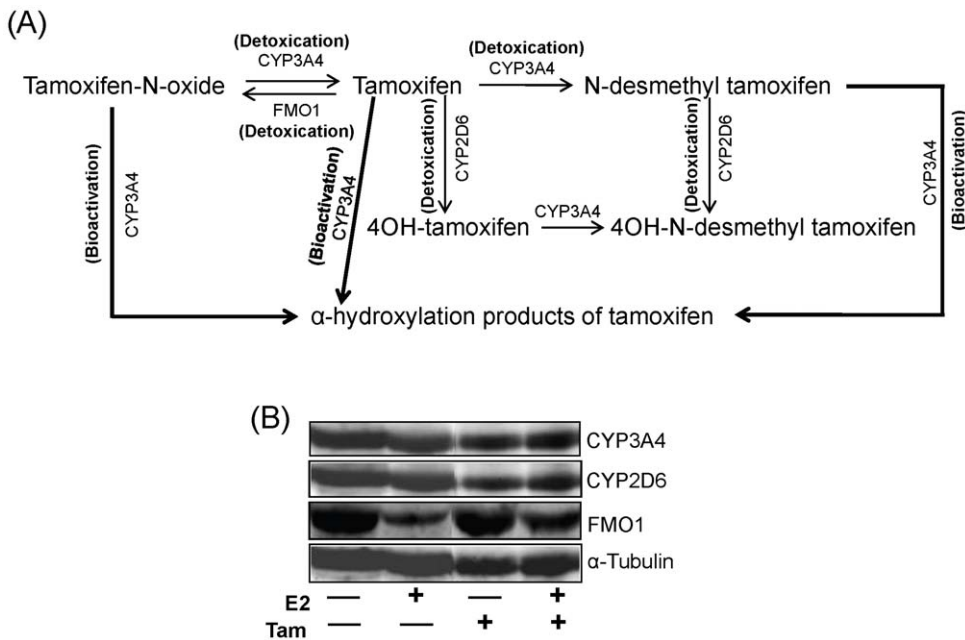 (A)
(Detoxication)
CYP3A4
(Detoxication)
CYP3A4
Tamoxifen-N-oxide
Tamoxifen
N-desmethyl tamoxifen
FMO1
(Detoxication)
(Bioactivation)
CYP3A4
(Bioactivation)
CYP3A4
(Detoxication)
CYP2D6
(Detoxication)
CYP2D6
CYP3A4
(Bioactivation)
4OH-tamoxifen
CYP3A4
4OH-N-desmethyl tamoxifen
α-hydroxylation products of tamoxifen
(B)
CYP3A4
CYP2D6
FMO1
α-Tubulin
E2 — + — +
Tam — — + +